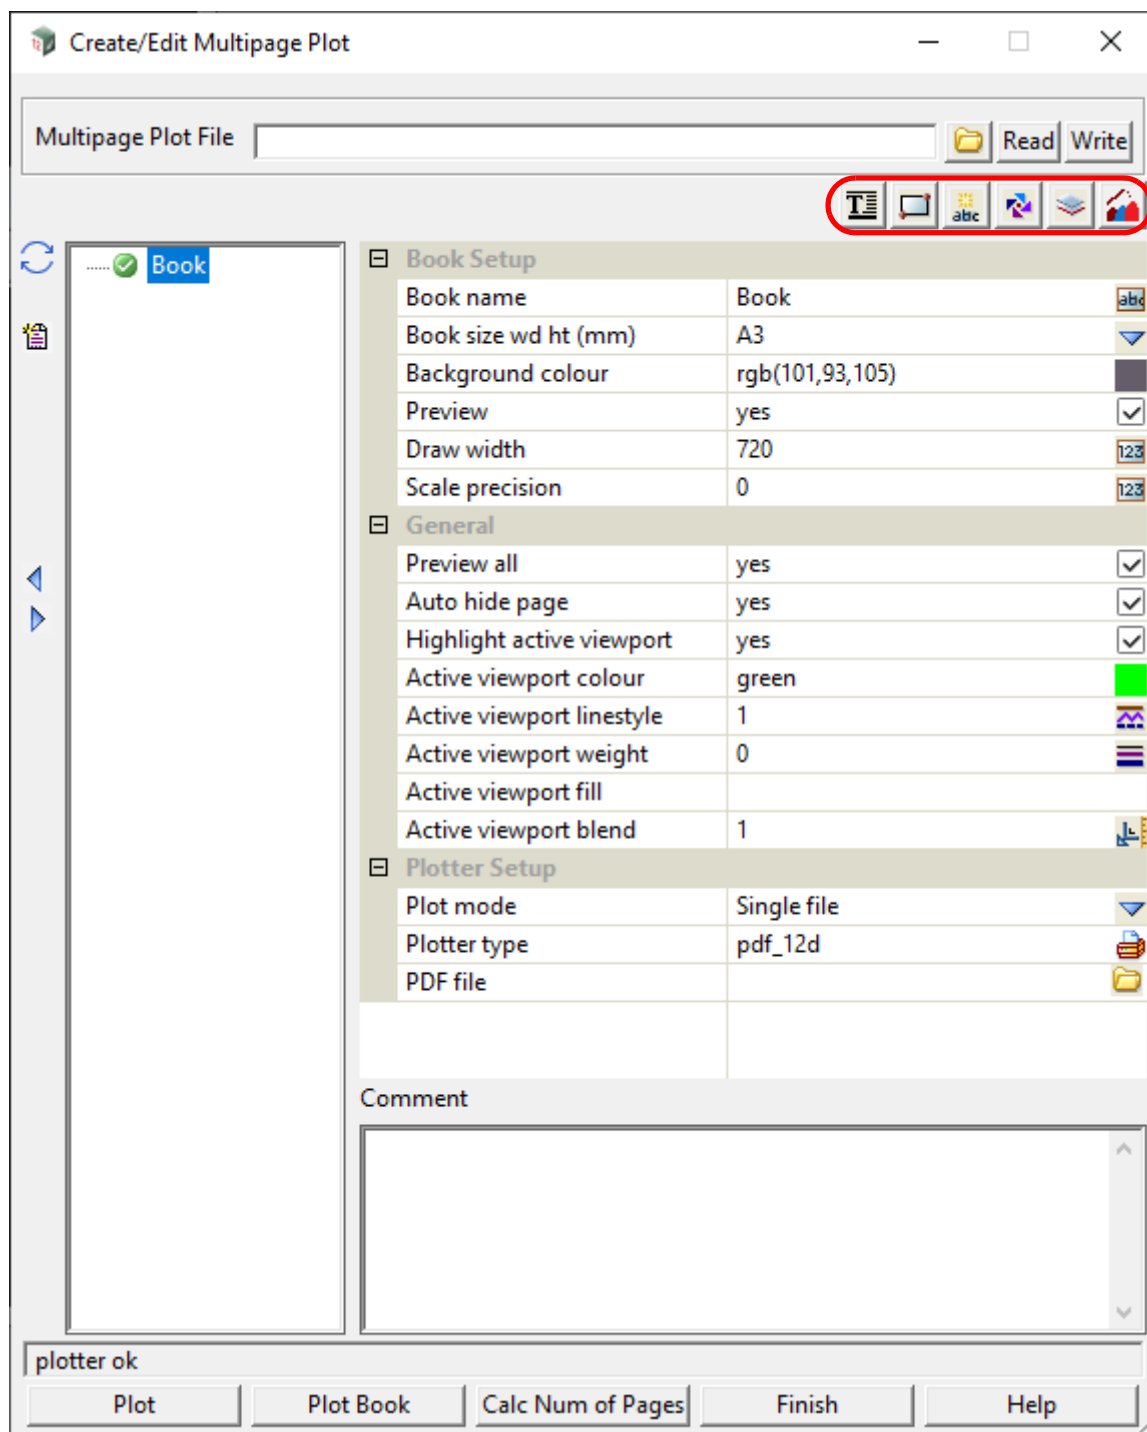 Create/Edit Multipage Plot
Multipage Plot File Read Write
T abc
Book
Book Setup
Book name Book abc
Book size wd ht (mm) A3
Background colour rgb(101,93,105)
Preview yes
Draw width 720 123
Scale precision 0 123
General
Preview all yes
Auto hide page yes
Highlight active viewport yes
Active viewport colour green
Active viewport linestyle 1
Active viewport weight 0
Active viewport fill
Active viewport blend 1
Plotter Setup
Plot mode Single file
Plotter type pdf_12d
PDF file
Comment
plotter ok
Plot Plot Book Calc Num of Pages Finish Help